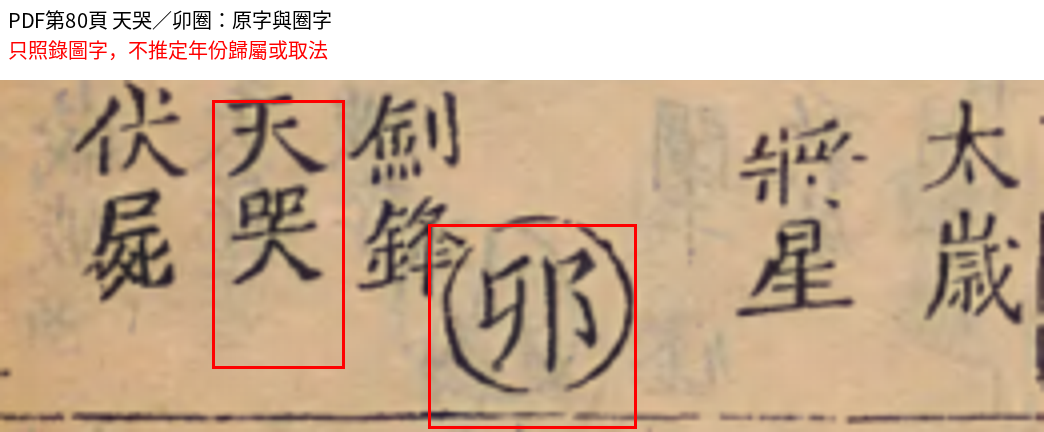 PDF第80頁 天哭／卯圈：原字與圈字
只照錄圖字，不推定年份歸屬或取法
太歲
將星
卯
劍鋒
天哭
伏屍